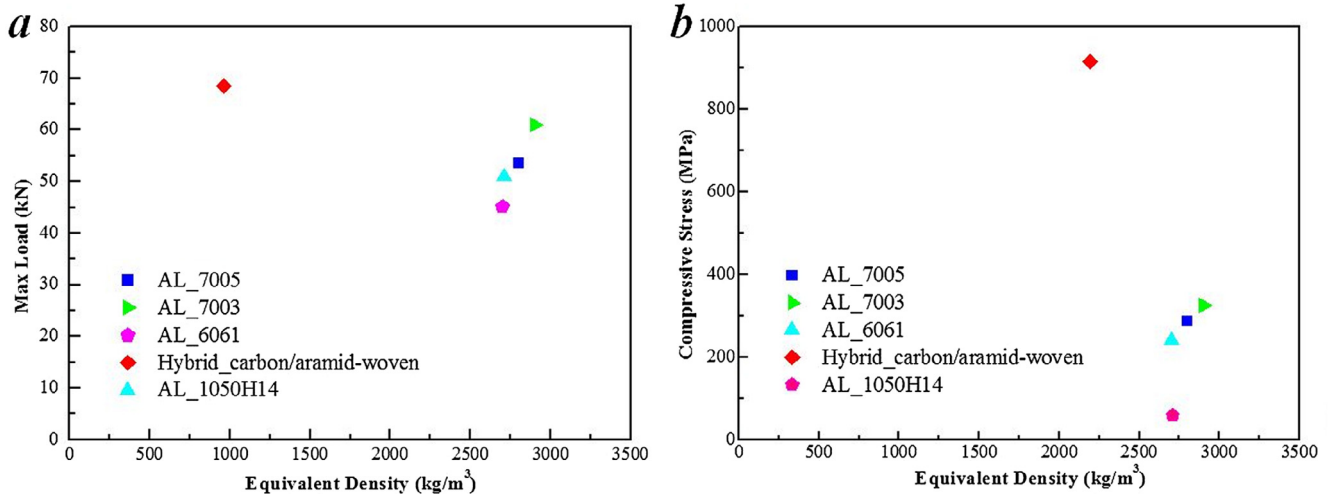 a
80
70
60
50
40
30
20
10
0
Max Load (kN)
AL_7005
AL_7003
AL_6061
Hybrid_carbon/aramid-woven
AL_1050H14
0 500 1000 1500 2000 2500 3000 3500
Equivalent Density (kg/m³)
b
1000
800
600
400
200
0
Compressive Stress (MPa)
AL_7005
AL_7003
AL_6061
Hybrid_carbon/aramid-woven
AL_1050H14
0 500 1000 1500 2000 2500 3000 3500
Equivalent Density (kg/m³)